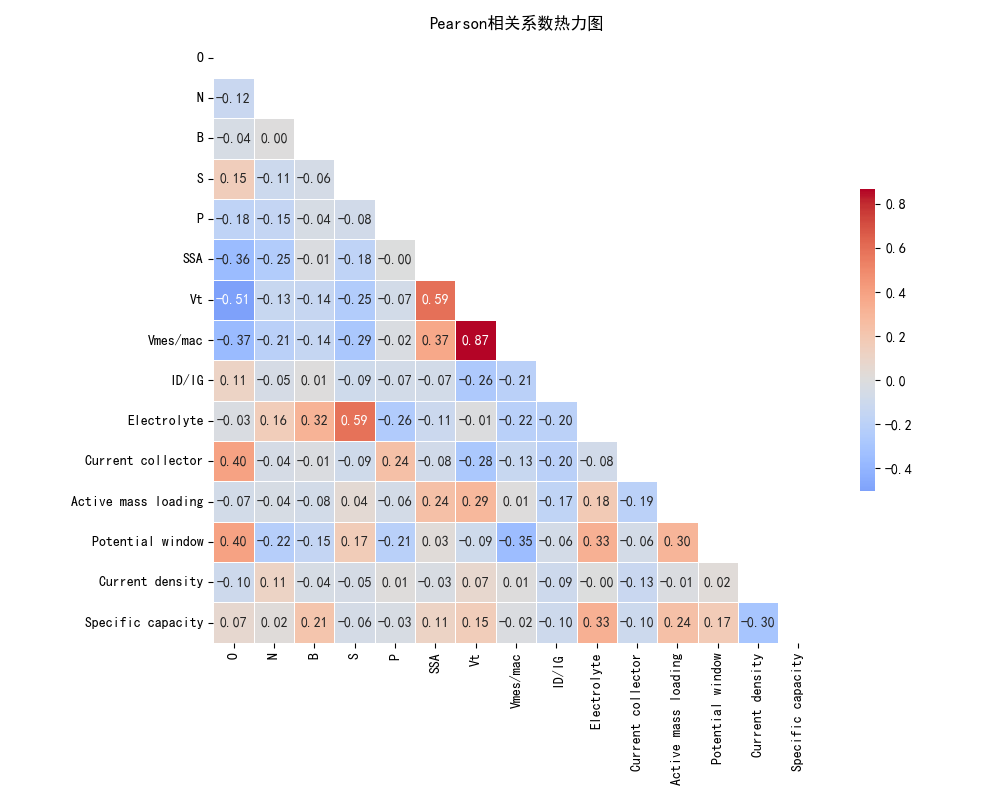 Pearson相关系数热力图
O
N −0.12
B −0.04 0.00
S 0.15 −0.11 −0.06
P −0.18 −0.15 −0.04 −0.08
SSA −0.36 −0.25 −0.01 −0.18 −0.00
Vt −0.51 −0.13 −0.14 −0.25 −0.07 0.59
Vmes/mac −0.37 −0.21 −0.14 −0.29 −0.02 0.37 0.87
ID/IG 0.11 −0.05 0.01 −0.09 −0.07 −0.07 −0.26 −0.21
Electrolyte −0.03 0.16 0.32 0.59 −0.26 −0.11 −0.01 −0.22 −0.20
Current collector 0.40 −0.04 −0.01 −0.09 0.24 −0.08 −0.28 −0.13 −0.20 −0.08
Active mass loading −0.07 −0.04 −0.08 0.04 −0.06 0.24 0.29 0.01 −0.17 0.18 −0.19
Potential window 0.40 −0.22 −0.15 0.17 −0.21 0.03 −0.09 −0.35 −0.06 0.33 −0.06 0.30
Current density −0.10 0.11 −0.04 −0.05 0.01 −0.03 0.07 0.01 −0.09 −0.00 −0.13 −0.01 0.02
Specific capacity 0.07 0.02 0.21 −0.06 −0.03 0.11 0.15 −0.02 −0.10 0.33 −0.10 0.24 0.17 −0.30
O
N
B
S
P
SSA
Vt
Vmes/mac
ID/IG
Electrolyte
Current collector
Active mass loading
Potential window
Current density
Specific capacity
0.8
0.6
0.4
0.2
0.0
−0.2
−0.4